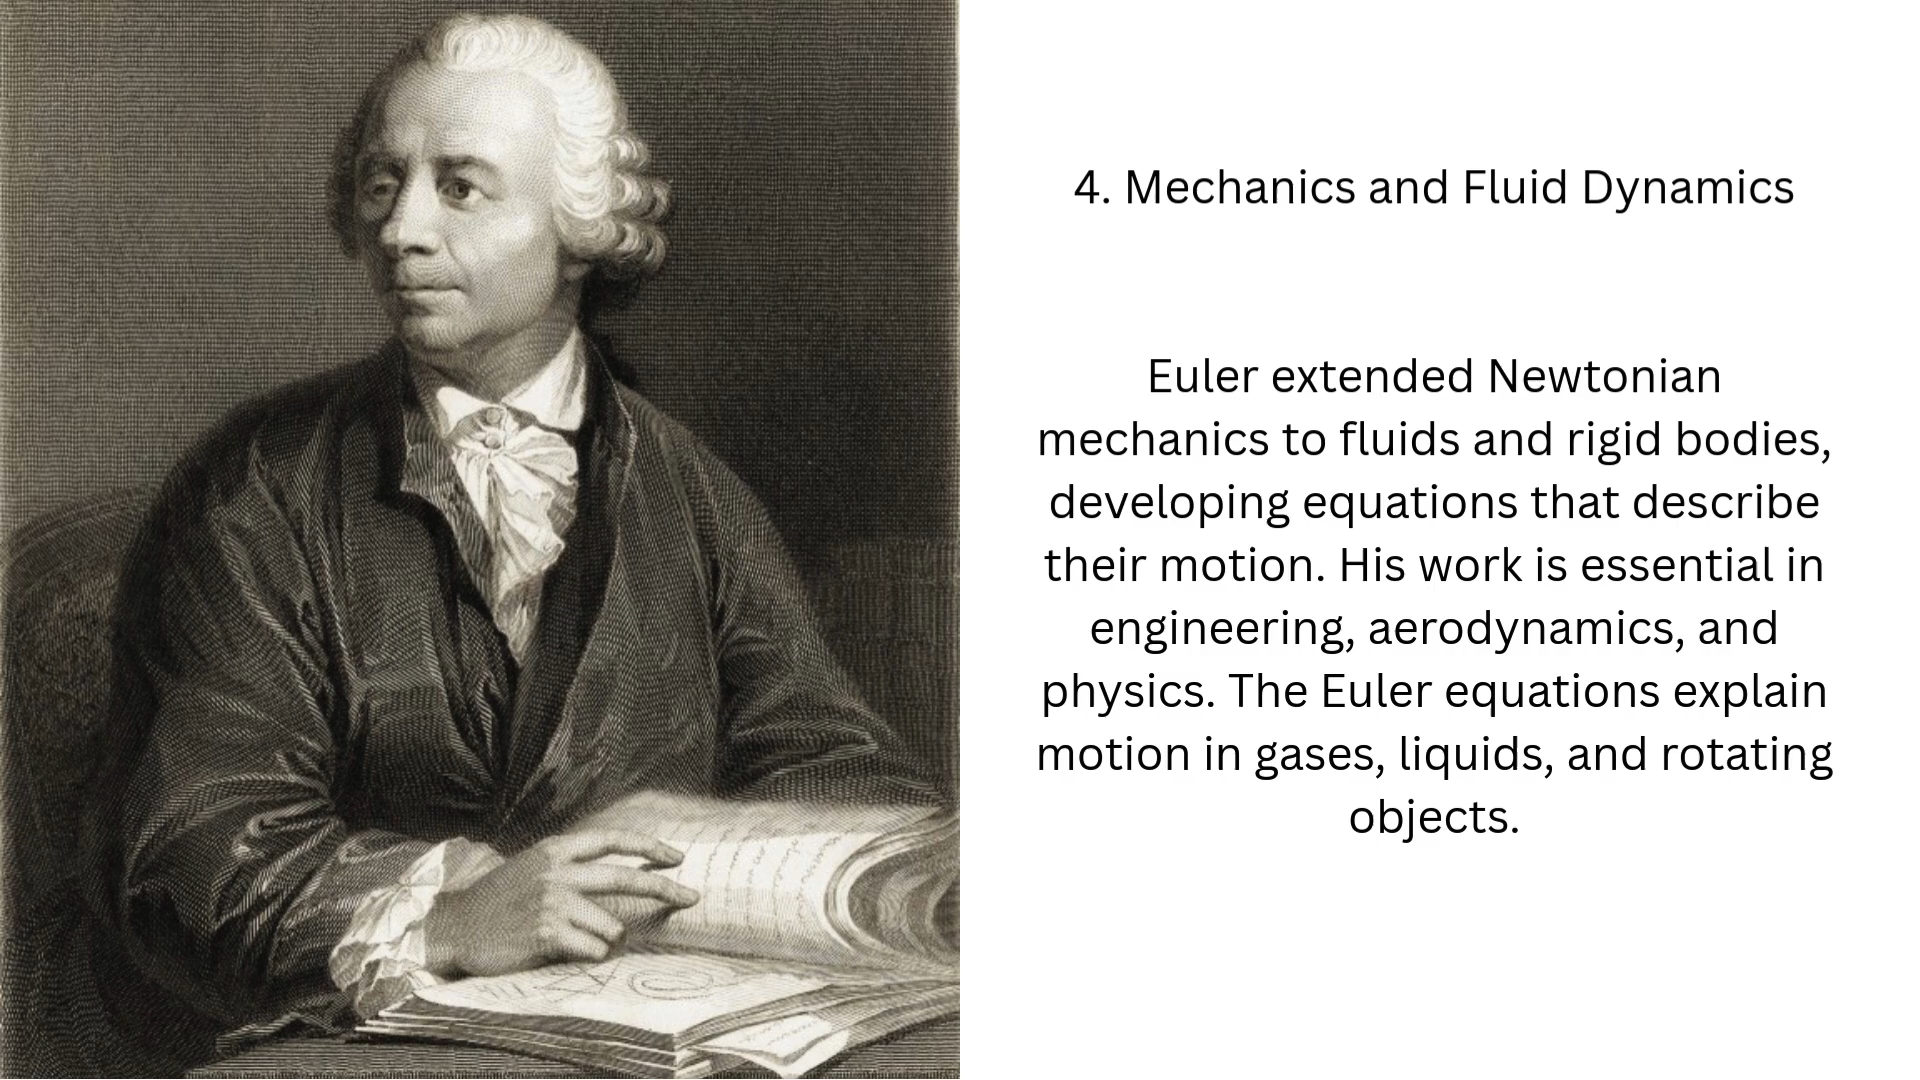 4. Mechanics and Fluid Dynamics
Euler extended Newtonian
mechanics to fluids and rigid bodies,
developing equations that describe
their motion. His work is essential in
engineering, aerodynamics, and
physics. The Euler equations explain
motion in gases, liquids, and rotating
objects.